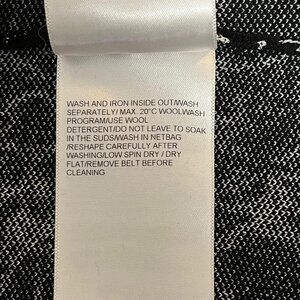 WASH AND IRON INSIDE OUT/WASH
SEPARATELY/ MAX. 20°C WOOLWASH
PROGRAM/USE WOOL
DETERGENT/DO NOT LEAVE TO SOAK
IN THE SUDS/WASH IN NETBAG
/RESHAPE CAREFULLY AFTER
WASHING/LOW SPIN DRY / DRY
FLAT/REMOVE BELT BEFORE
CLEANING